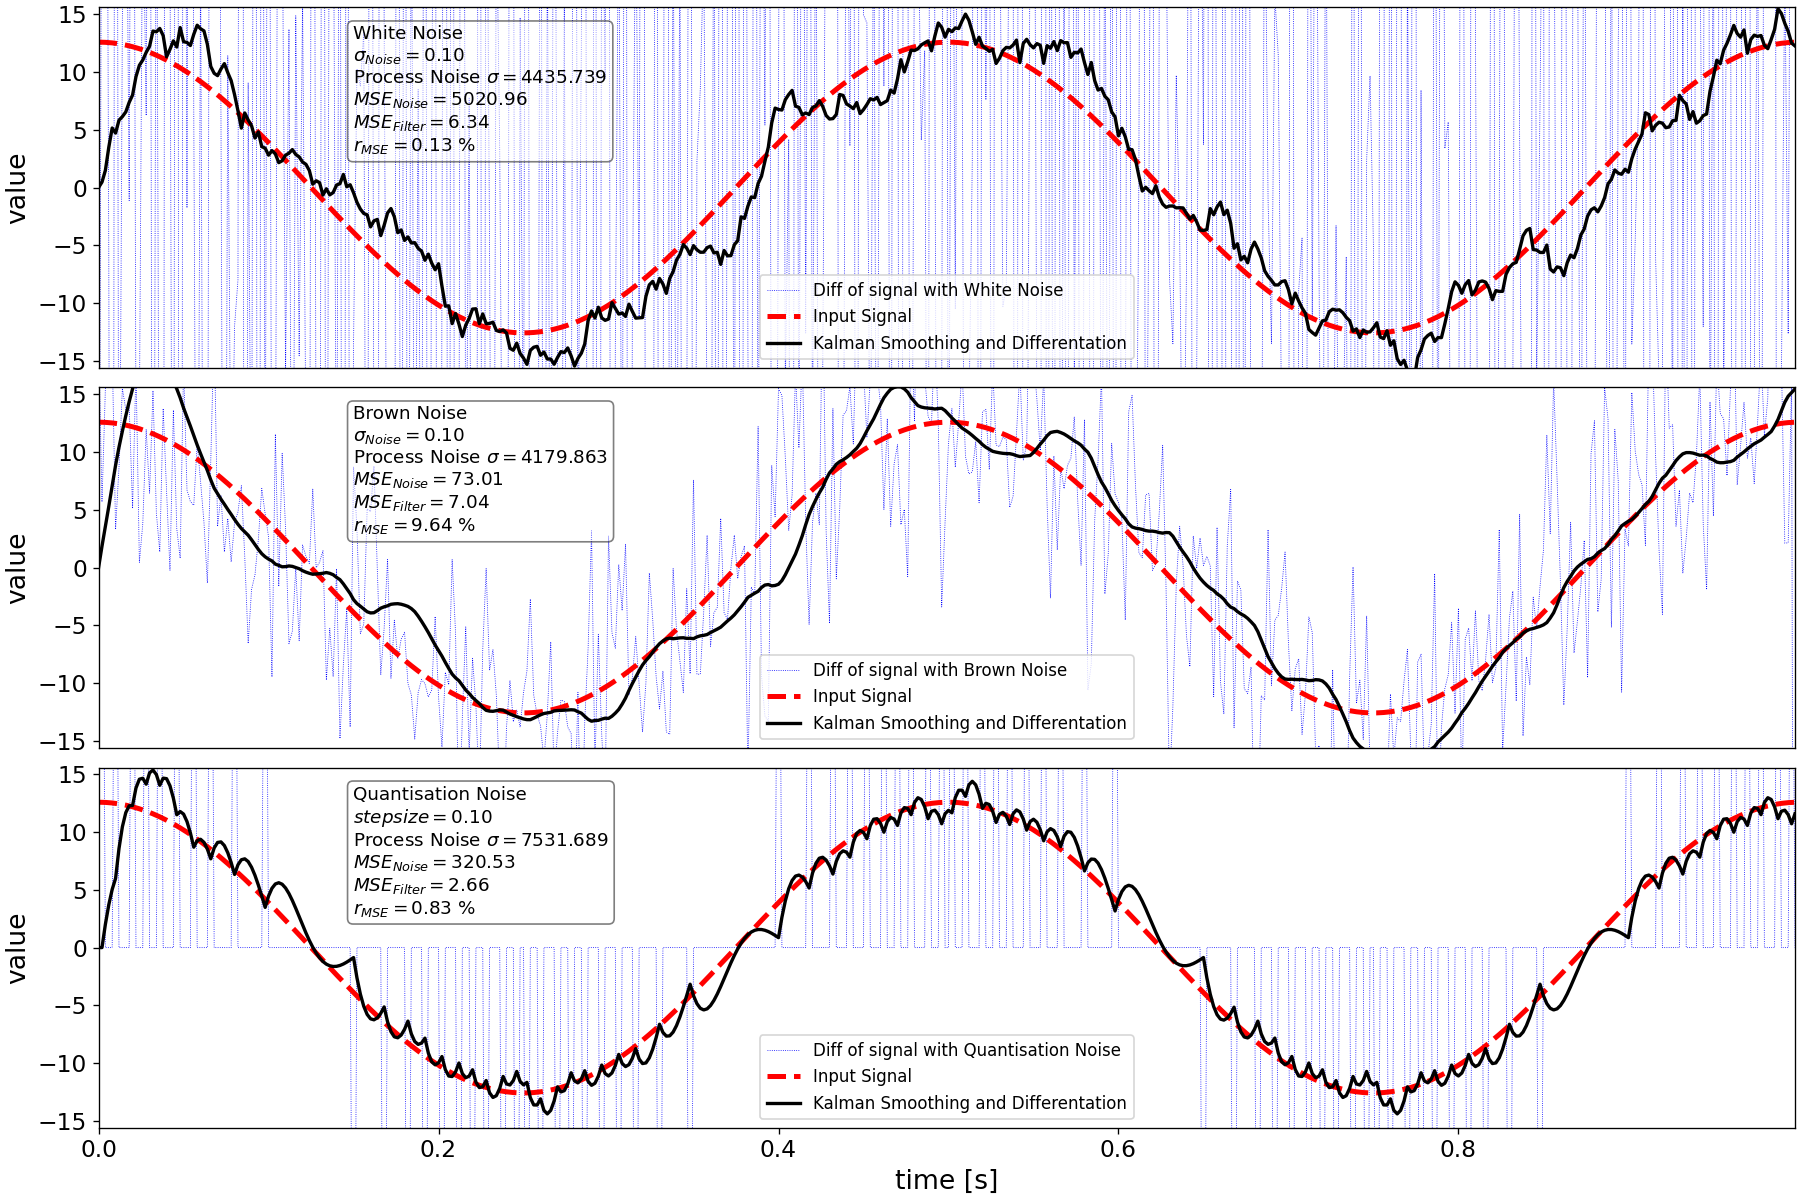 15
10
5
0
−5
−10
−15
value
White Noise
σNoise = 0.10
Process Noise σ = 4435.739
MSENoise = 5020.96
MSEFilter = 6.34
rMSE = 0.13 %
Diff of signal with White Noise
Input Signal
Kalman Smoothing and Differentation
15
10
5
0
−5
−10
−15
value
Brown Noise
σNoise = 0.10
Process Noise σ = 4179.863
MSENoise = 73.01
MSEFilter = 7.04
rMSE = 9.64 %
Diff of signal with Brown Noise
Input Signal
Kalman Smoothing and Differentation
15
10
5
0
−5
−10
−15
value
Quantisation Noise
stepsize = 0.10
Process Noise σ = 7531.689
MSENoise = 320.53
MSEFilter = 2.66
rMSE = 0.83 %
Diff of signal with Quantisation Noise
Input Signal
Kalman Smoothing and Differentation
0.0 0.2 0.4 0.6 0.8
time [s]